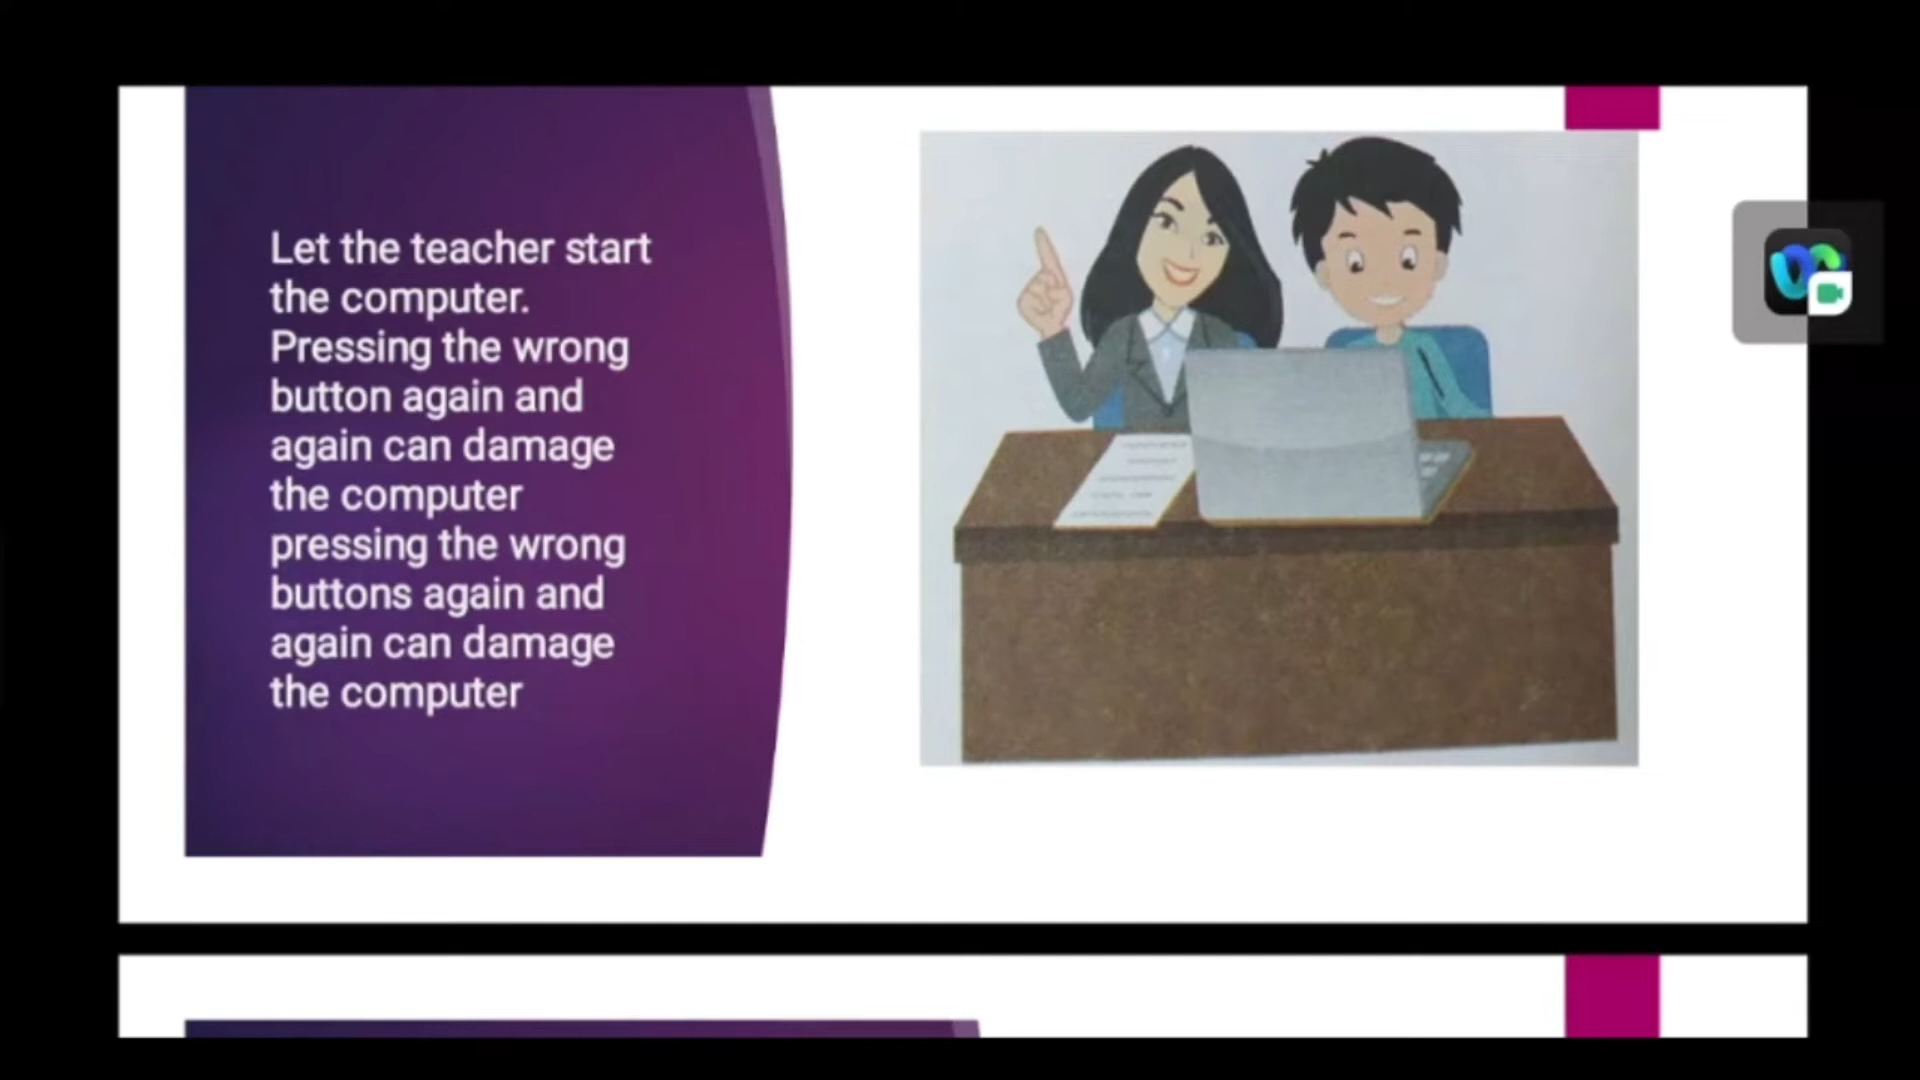 Let the teacher start
the computer.
Pressing the wrong
button again and
again can damage
the computer
pressing the wrong
buttons again and
again can damage
the computer